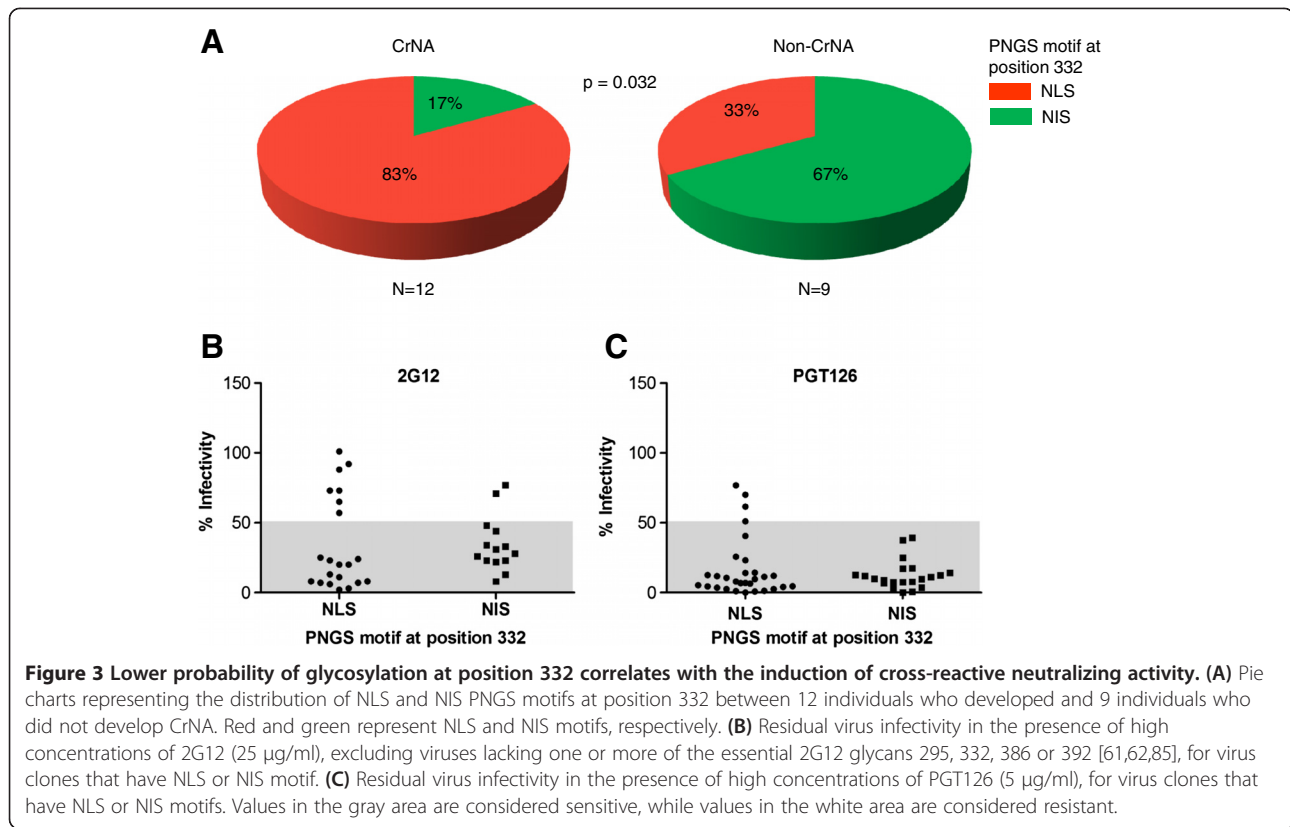 A
CrNA
Non-CrNA
PNGS motif at
position 332
NLS
NIS
p = 0.032
17%
83%
33%
67%
N=12
N=9
B
2G12
% Infectivity
150
100
50
0
NLS
NIS
PNGS motif at position 332
C
PGT126
% Infectivity
150
100
50
0
NLS
NIS
PNGS motif at position 332
Figure 3 Lower probability of glycosylation at position 332 correlates with the induction of cross-reactive neutralizing activity. (A) Pie
charts representing the distribution of NLS and NIS PNGS motifs at position 332 between 12 individuals who developed and 9 individuals who
did not develop CrNA. Red and green represent NLS and NIS motifs, respectively. (B) Residual virus infectivity in the presence of high
concentrations of 2G12 (25 μg/ml), excluding viruses lacking one or more of the essential 2G12 glycans 295, 332, 386 or 392 [61,62,85], for virus
clones that have NLS or NIS motif. (C) Residual virus infectivity in the presence of high concentrations of PGT126 (5 μg/ml), for virus clones that
have NLS or NIS motifs. Values in the gray area are considered sensitive, while values in the white area are considered resistant.